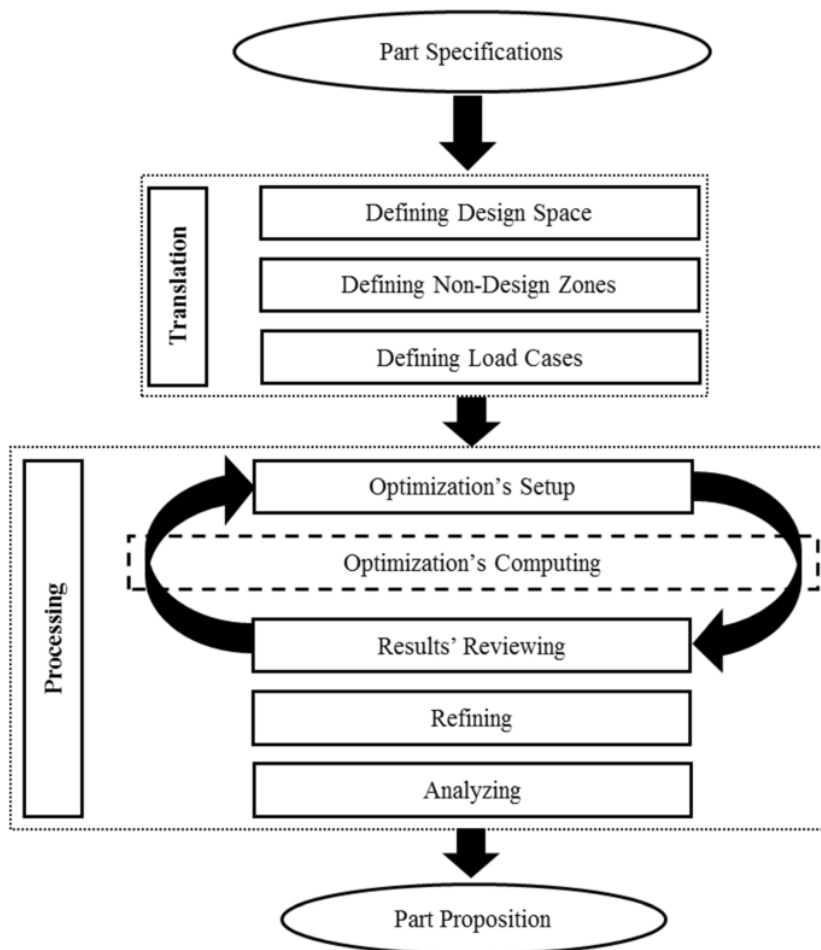 Part Specifications
Translation
Defining Design Space
Defining Non-Design Zones
Defining Load Cases
Processing
Optimization’s Setup
Optimization’s Computing
Results’ Reviewing
Refining
Analyzing
Part Proposition